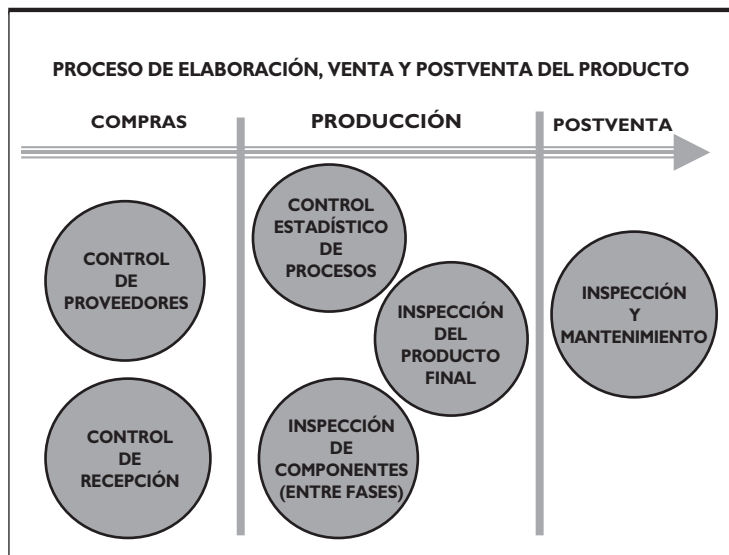 PROCESO DE ELABORACIÓN, VENTA Y POSTVENTA DEL PRODUCTO
COMPRAS
PRODUCCIÓN
POSTVENTA
CONTROL
DE
PROVEEDORES
CONTROL
DE
RECEPCIÓN
CONTROL
ESTADÍSTICO
DE
PROCESOS
INSPECCIÓN
DEL
PRODUCTO
FINAL
INSPECCIÓN
DE
COMPONENTES
(ENTRE FASES)
INSPECCIÓN
Y
MANTENIMIENTO